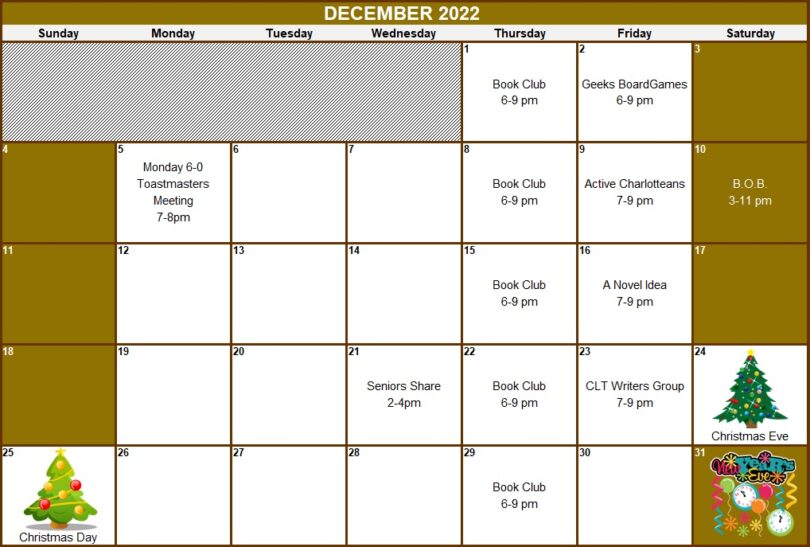 DECEMBER 2022
Sunday Monday Tuesday Wednesday Thursday Friday Saturday
1 2 3
Book Club
6-9 pm
Geeks BoardGames
6-9 pm
4 5 6 7 8 9 10
Monday 6-0
Toastmasters
Meeting
7-8pm
Book Club
6-9 pm
Active Charlotteans
7-9 pm
B.O.B.
3-11 pm
11 12 13 14 15 16 17
Book Club
6-9 pm
A Novel Idea
7-9 pm
18 19 20 21 22 23 24
Seniors Share
2-4pm
Book Club
6-9 pm
CLT Writers Group
7-9 pm
Christmas Eve
25 26 27 28 29 30 31
Christmas Day
Book Club
6-9 pm
New YEAR'S
Eve